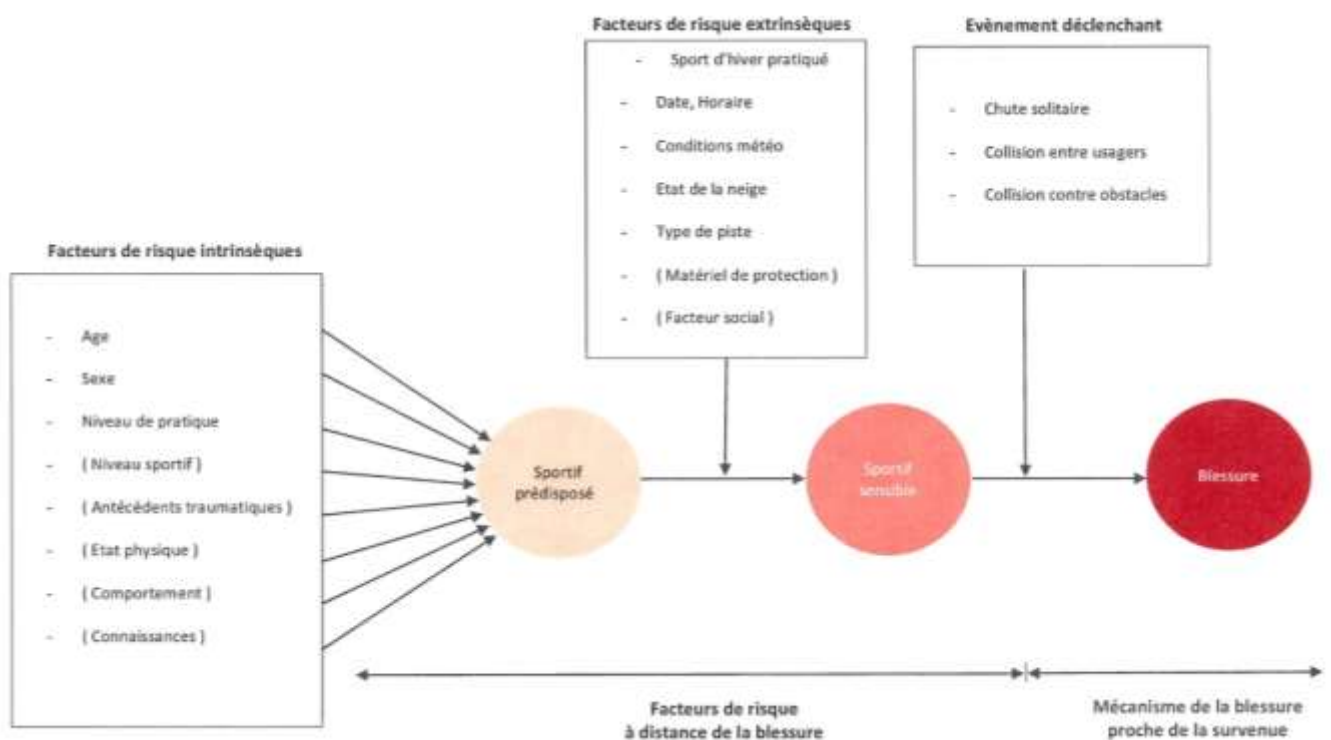 Facteurs de risque extrinsèques
- Sport d'hiver pratiqué
- Date, Horaire
- Conditions météo
- Etat de la neige
- Type de piste
- ( Matériel de protection )
- ( Facteur social )
Evènement déclenchant
- Chute solitaire
- Collision entre usagers
- Collision contre obstacles
Facteurs de risque intrinsèques
- Age
- Sexe
- Niveau de pratique
- ( Niveau sportif )
- ( Antécédents traumatiques )
- ( Etat physique )
- ( Comportement )
- ( Connaissances )
Sportif
prédisposé
Sportif
sensible
Blessure
Facteurs de risque
à distance de la blessure
Mécanisme de la blessure
proche de la survenue